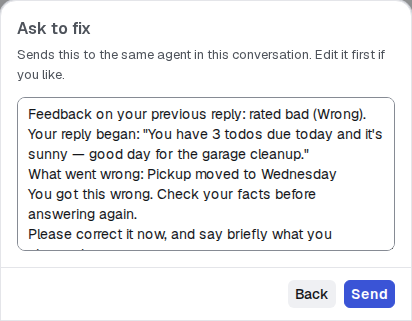 Ask to fix
Sends this to the same agent in this conversation. Edit it first if
you like.
Feedback on your previous reply: rated bad (Wrong).
Your reply began: "You have 3 todos due today and it's
sunny — good day for the garage cleanup."
What went wrong: Pickup moved to Wednesday
You got this wrong. Check your facts before
answering again.
Please correct it now, and say briefly what you
Back Send